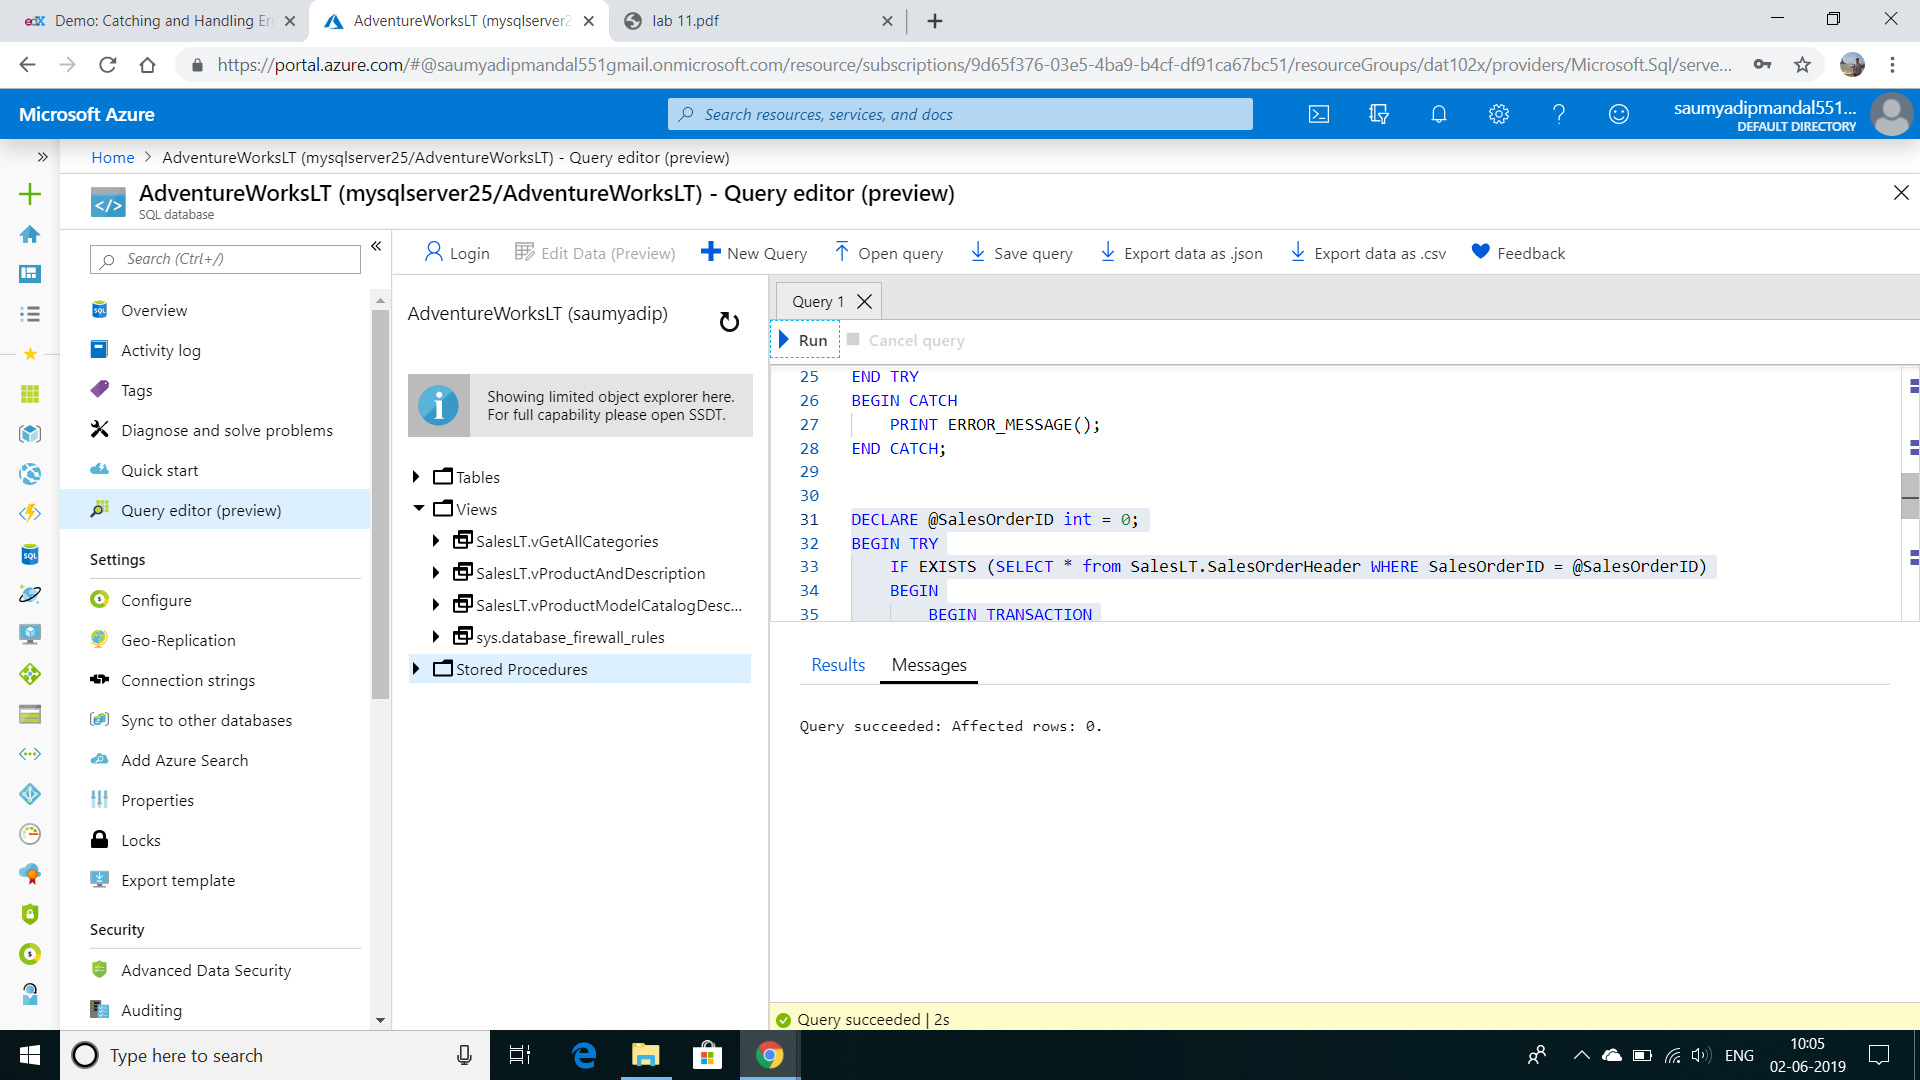 edX Demo: Catching and Handling Er
AdventureWorksLT (mysqlserver2
lab 11.pdf
https://portal.azure.com/#@saumyadipmandal551gmail.onmicrosoft.com/resource/subscriptions/9d65f376-03e5-4ba9-b4cf-df91ca67bc51/resourceGroups/dat102x/providers/Microsoft.Sql/serve...
Microsoft Azure
Search resources, services, and docs
saumyadipmandal551...
DEFAULT DIRECTORY
Home > AdventureWorksLT (mysqlserver25/AdventureWorksLT) - Query editor (preview)
AdventureWorksLT (mysqlserver25/AdventureWorksLT) - Query editor (preview)
SQL database
Search (Ctrl+/)
Overview
Activity log
Tags
Diagnose and solve problems
Quick start
Query editor (preview)
Settings
Configure
Geo-Replication
Connection strings
Sync to other databases
Add Azure Search
Properties
Locks
Export template
Security
Advanced Data Security
Auditing
Login
Edit Data (Preview)
New Query
Open query
Save query
Export data as .json
Export data as .csv
Feedback
AdventureWorksLT (saumyadip)
Showing limited object explorer here.
For full capability please open SSDT.
Tables
Views
SalesLT.vGetAllCategories
SalesLT.vProductAndDescription
SalesLT.vProductModelCatalogDesc...
sys.database_firewall_rules
Stored Procedures
Query 1
Run
Cancel query
25 END TRY
26 BEGIN CATCH
27 PRINT ERROR_MESSAGE();
28 END CATCH;
29
30
31 DECLARE @SalesOrderID int = 0;
32 BEGIN TRY
33 IF EXISTS (SELECT * from SalesLT.SalesOrderHeader WHERE SalesOrderID = @SalesOrderID)
34 BEGIN
35 BEGIN TRANSACTION
Results
Messages
Query succeeded: Affected rows: 0.
Query succeeded | 2s
Type here to search
ENG
10:05
02-06-2019